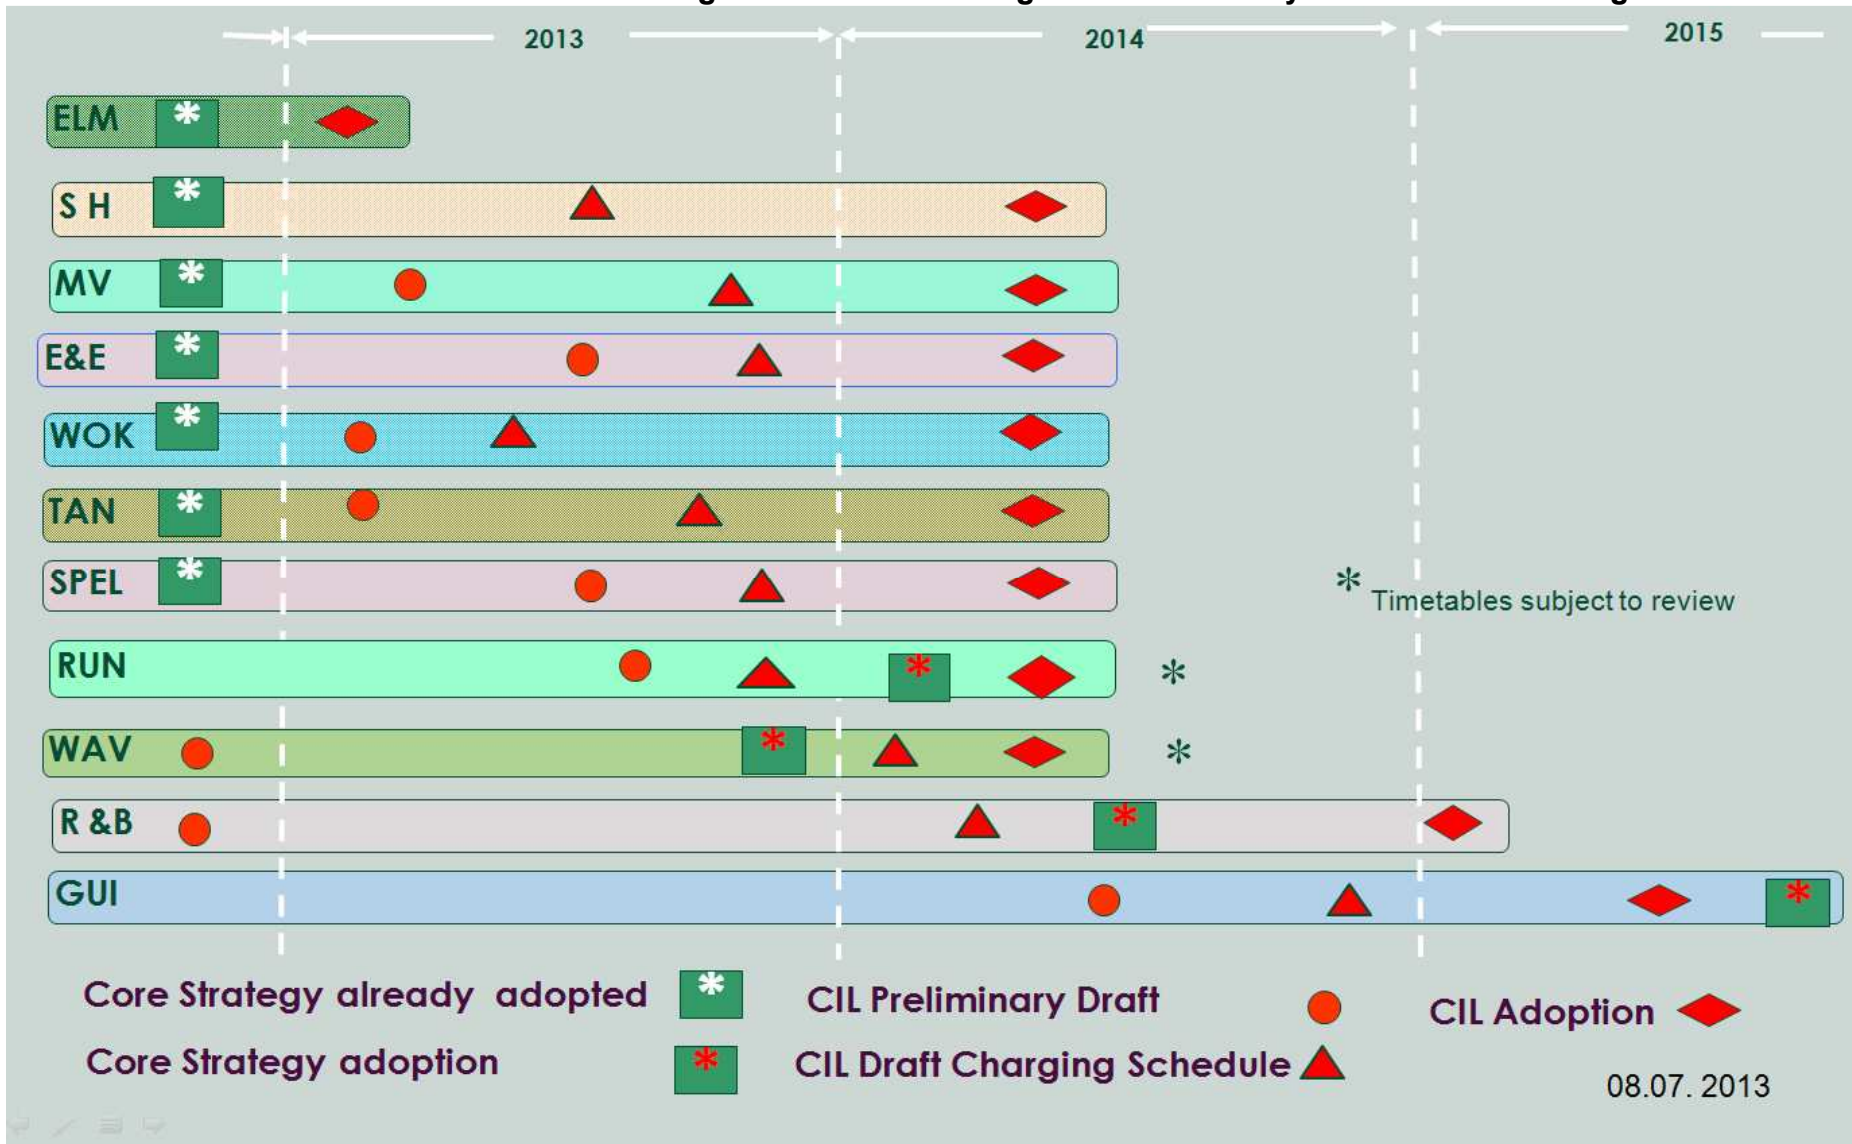 2013 2014 2015
ELM *
S H *
MV *
E&E *
WOK *
TAN *
SPEL *
* Timetables subject to review
RUN * *
WAV * *
R &B *
GUI *
Core Strategy already adopted * CIL Preliminary Draft CIL Adoption
Core Strategy adoption * CIL Draft Charging Schedule
08.07. 2013